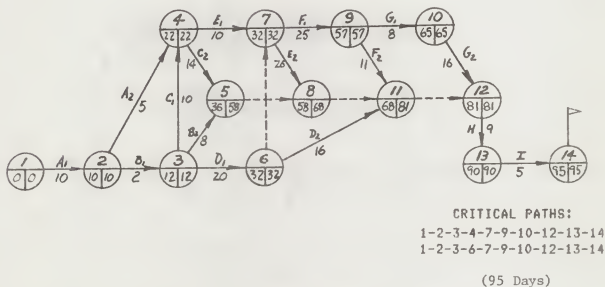 4 E₁ 7 F₁ 9 G₁ 10
22 22 10 32 32 25 57 57 8 65 65
C₂ 14
E₂ 26
F₂ 11
G₂ 16
A₂ 5
C₁ 10
5 8 11 12
36 58 58 68 68 81 81 81
B₂ 8
D₂ 16
H 9
1 A₁ 2 B₁ 3 D₁ 6 13 I 14
0 0 10 10 10 2 12 12 20 32 32 90 90 5 95 95
CRITICAL PATHS:
1-2-3-4-7-9-10-12-13-14
1-2-3-6-7-9-10-12-13-14
(95 Days)